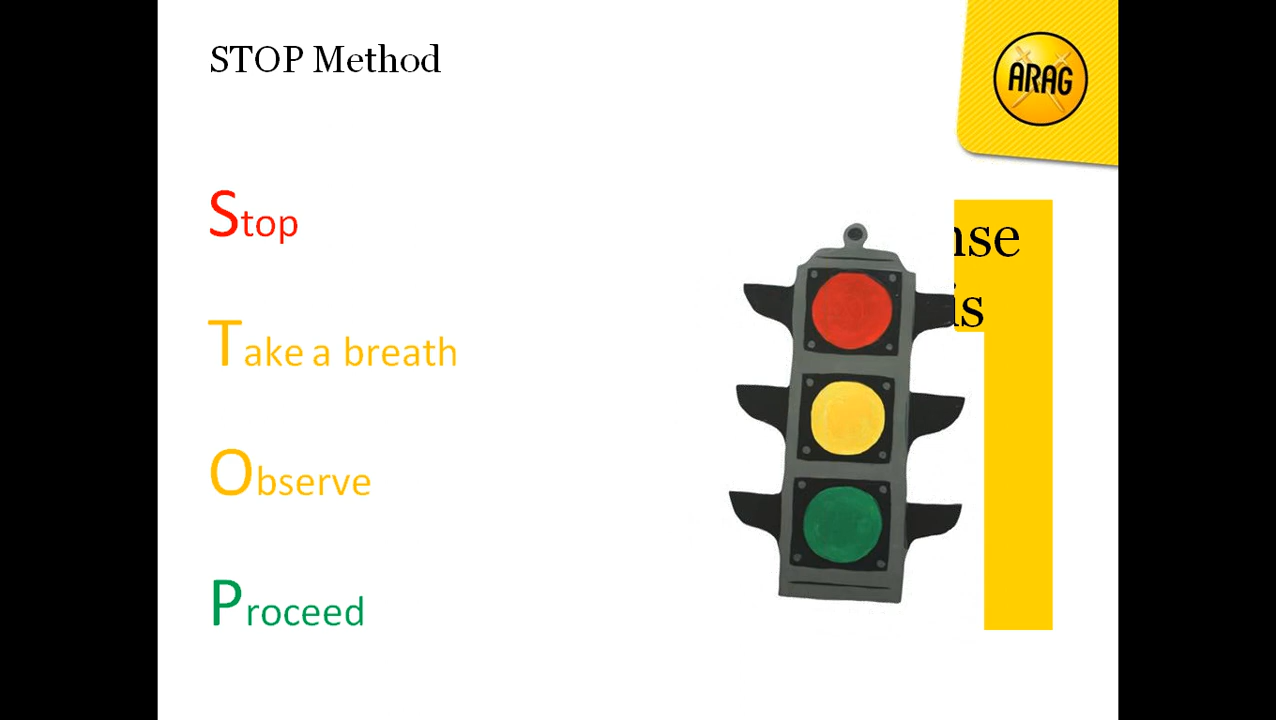 STOP Method
ARAG
Stop
Take a breath
Observe
Proceed